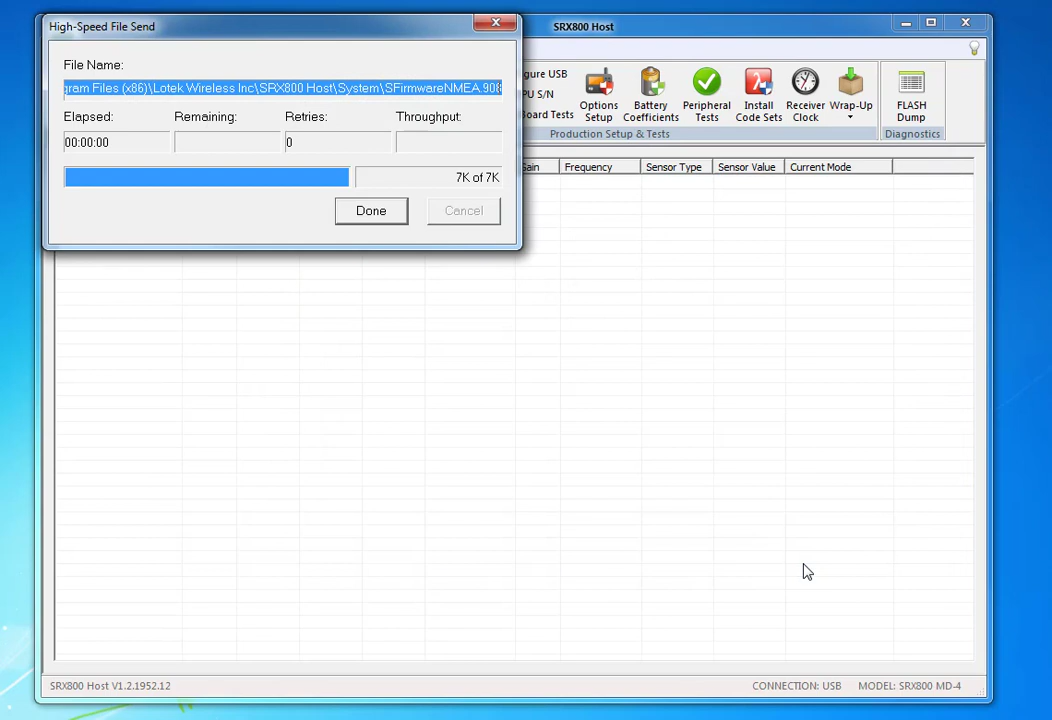 High-Speed File Send
SRX800 Host
File Name:
gram Files (x86)\Lotek Wireless Inc\SRX800 Host\System\SFirmwareNMEA.908
Elapsed: Remaining: Retries: Throughput:
00:00:00 0
7K of 7K
Done Cancel
gure USB
PU S/N
Board Tests
Options Setup
Battery Coefficients
Peripheral Tests
Install Code Sets
Receiver Clock
Wrap-Up
FLASH Dump
Production Setup & Tests Diagnostics
Gain Frequency Sensor Type Sensor Value Current Mode
SRX800 Host V1.2.1952.12 CONNECTION: USB MODEL: SRX800 MD-4